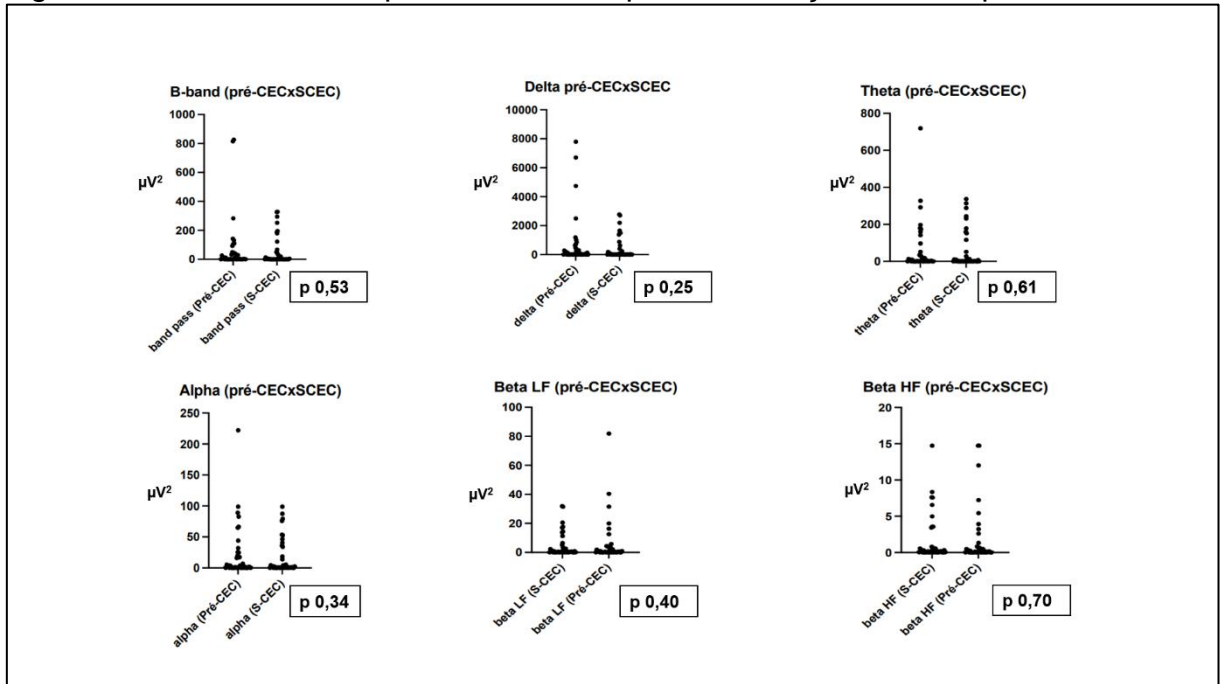 B-band (pré-CECxSCEC)
1000
800
600
400
200
0
µV²
band pass (Pré-CEC)
band pass (S-CEC)
p 0,53
Delta pré-CECxSCEC
10000
8000
6000
4000
2000
0
µV²
delta (Pré-CEC)
delta (S-CEC)
p 0,25
Theta (pré-CECxSCEC)
800
600
400
200
0
µV²
theta (Pré-CEC)
theta (S-CEC)
p 0,61
Alpha (pré-CECxSCEC)
250
200
150
100
50
0
µV²
alpha (Pré-CEC)
alpha (S-CEC)
p 0,34
Beta LF (pré-CECxSCEC)
100
80
60
40
20
0
µV²
beta LF (S-CEC)
beta LF (Pré-CEC)
p 0,40
Beta HF (pré-CECxSCEC)
20
15
10
5
0
µV²
beta HF (S-CEC)
beta HF (Pré-CEC)
p 0,70